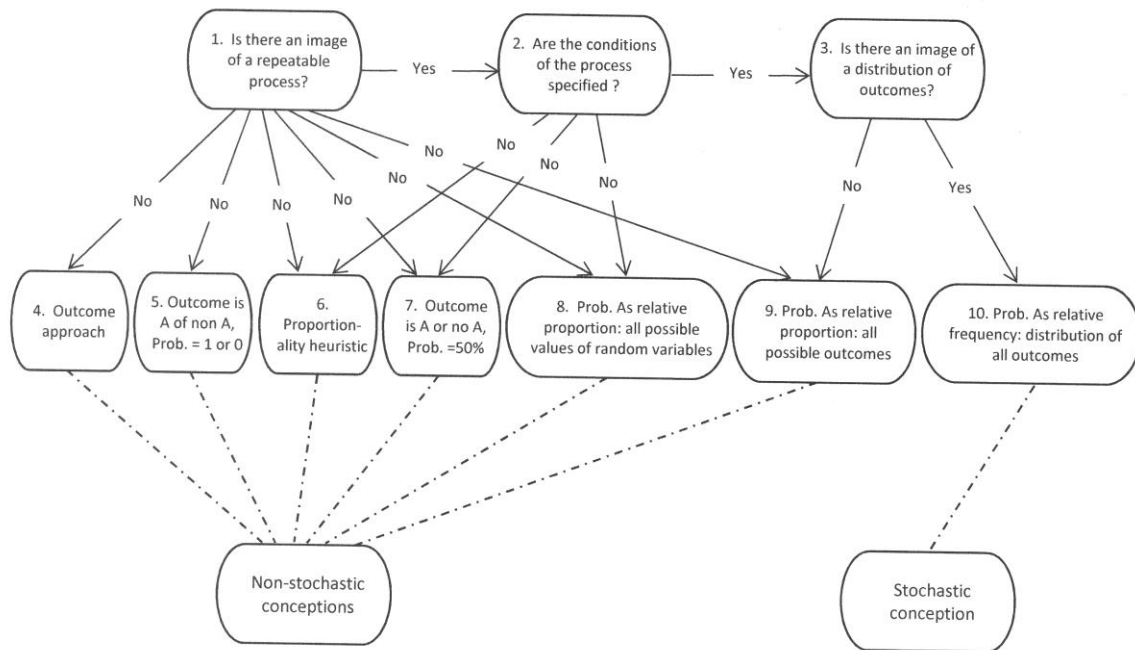 1. Is there an image
of a repeatable
process?
Yes
2. Are the conditions
of the process
specified ?
Yes
3. Is there an image of
a distribution of
outcomes?
No
No
No
No
No
No
No
No
No
No
Yes
4. Outcome
approach
5. Outcome is
A of non A,
Prob. = 1 or 0
6.
Proportion-
ality heuristic
7. Outcome
is A or no A,
Prob. =50%
8. Prob. As relative
proportion: all possible
values of random variables
9. Prob. As relative
proportion: all
possible outcomes
10. Prob. As relative
frequency: distribution of
all outcomes
Non-stochastic
conceptions
Stochastic
conception